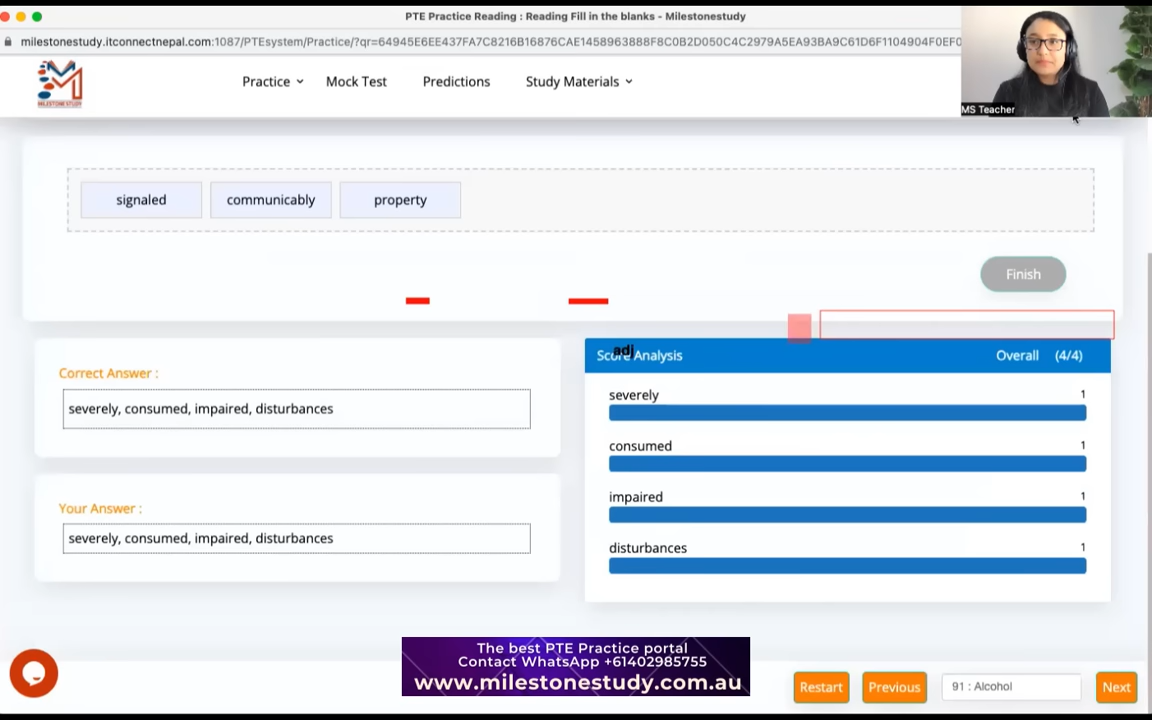 PTE Practice Reading : Reading Fill in the blanks - Milestonestudy
milestonestudy.itconnectnepal.com:1087/PTEsystem/Practice/?qr=64945E6EE437FA7C8216B16876CAE1458963888F8C0B2D050C4C2979A5EA93BA9C61D6F1104904F0EF0
MILESTONESTUDY
Practice
Mock Test
Predictions
Study Materials
MS Teacher
signaled
communicably
property
Finish
adj
Score Analysis
Overall (4/4)
Correct Answer :
severely, consumed, impaired, disturbances
Your Answer :
severely, consumed, impaired, disturbances
severely 1
consumed 1
impaired 1
disturbances 1
The best PTE Practice portal
Contact WhatsApp +61402985755
www.milestonestudy.com.au
Restart
Previous
91 : Alcohol
Next